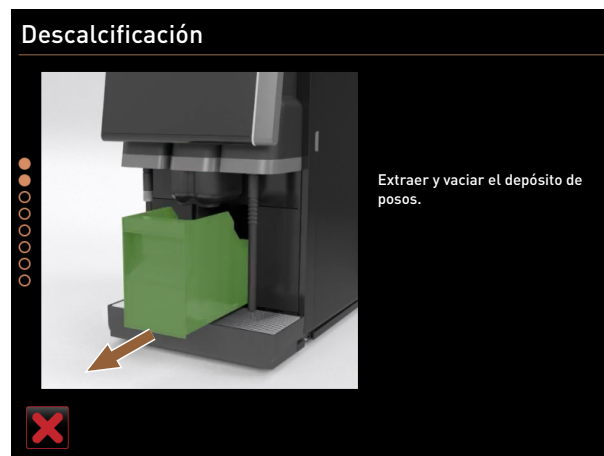 Descalcificación
Extraer y vaciar el depósito de
posos.